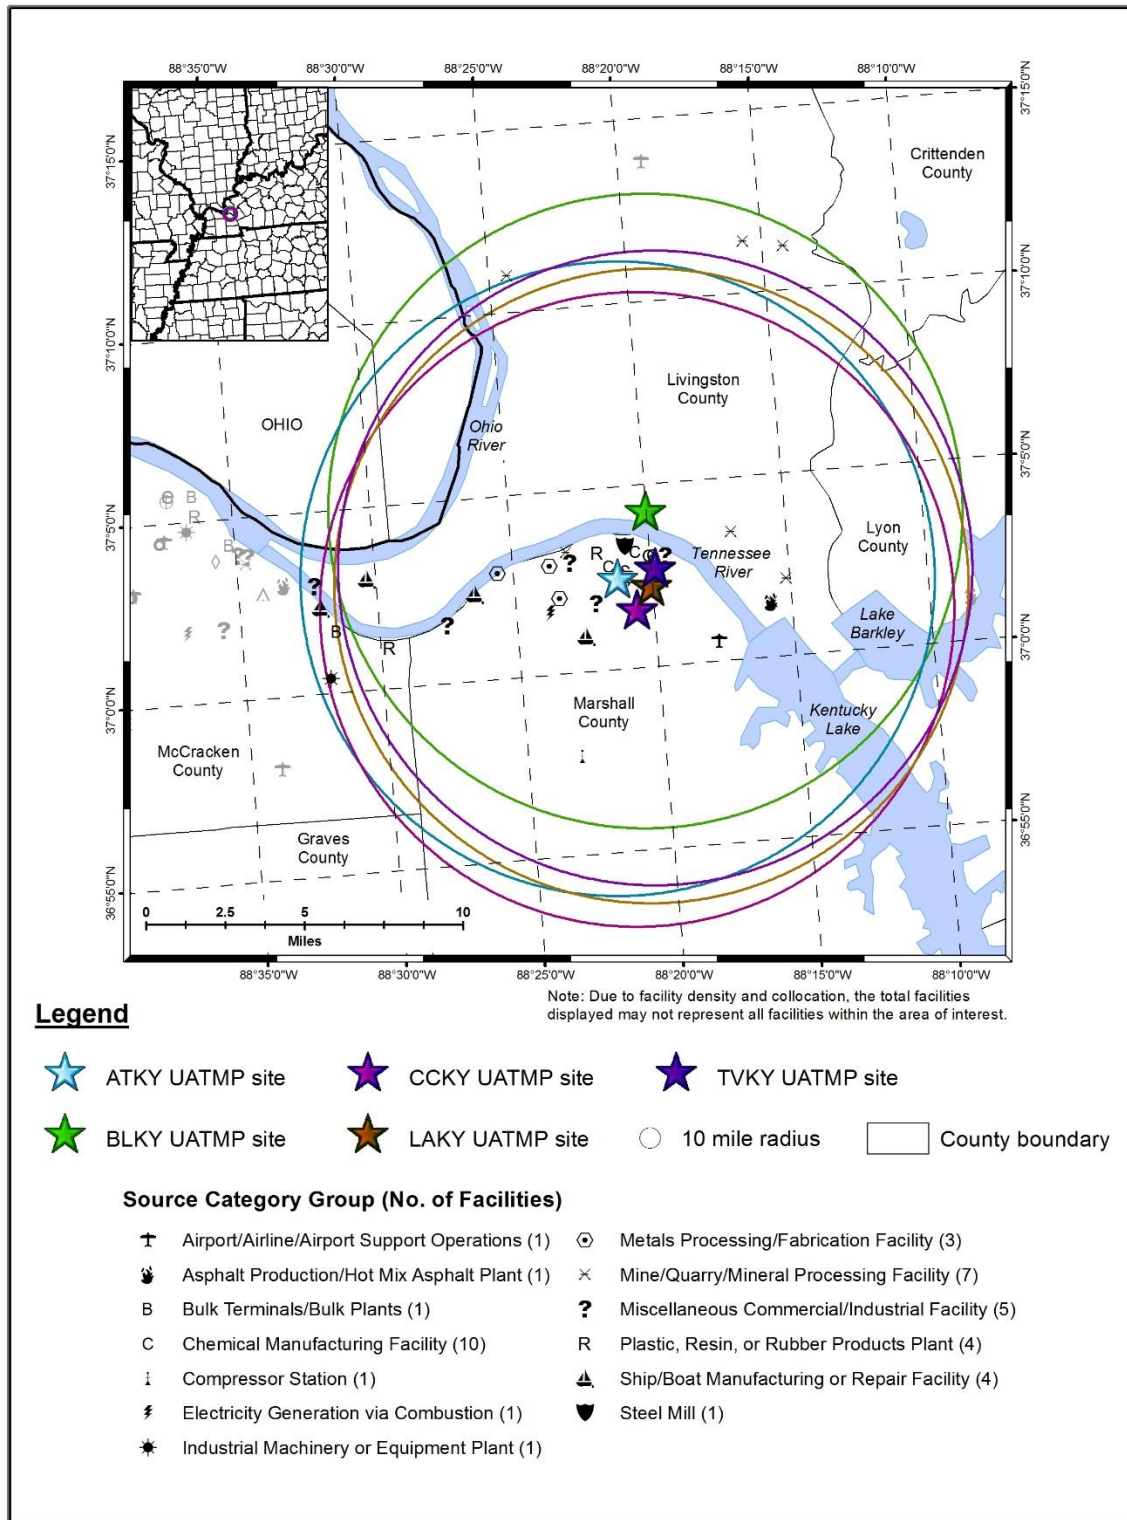 88°35'0"W 88°30'0"W 88°25'0"W 88°20'0"W 88°15'0"W 88°10'0"W
37°15'0"N
37°15'0"N
Crittenden
County
37°10'0"N
37°10'0"N
Livingston
County
OHIO
Ohio
River
37°5'0"N
37°5'0"N
B
R
B
Lyon
County
R
C
C
C
C
Tennessee
River
Lake
Barkley
37°0'0"N
B
R
37°0'0"N
Marshall
County
Kentucky
Lake
McCracken
County
Graves
County
36°55'0"N
36°55'0"N
0 2.5 5 10
Miles
88°35'0"W 88°30'0"W 88°25'0"W 88°20'0"W 88°15'0"W 88°10'0"W
Note: Due to facility density and collocation, the total facilities
displayed may not represent all facilities within the area of interest.
Legend
ATKY UATMP site CCKY UATMP site TVKY UATMP site
BLKY UATMP site LAKY UATMP site 10 mile radius County boundary
Source Category Group (No. of Facilities)
Airport/Airline/Airport Support Operations (1) Metals Processing/Fabrication Facility (3)
Asphalt Production/Hot Mix Asphalt Plant (1) Mine/Quarry/Mineral Processing Facility (7)
B Bulk Terminals/Bulk Plants (1) ? Miscellaneous Commercial/Industrial Facility (5)
C Chemical Manufacturing Facility (10) R Plastic, Resin, or Rubber Products Plant (4)
Compressor Station (1) Ship/Boat Manufacturing or Repair Facility (4)
Electricity Generation via Combustion (1) Steel Mill (1)
Industrial Machinery or Equipment Plant (1)